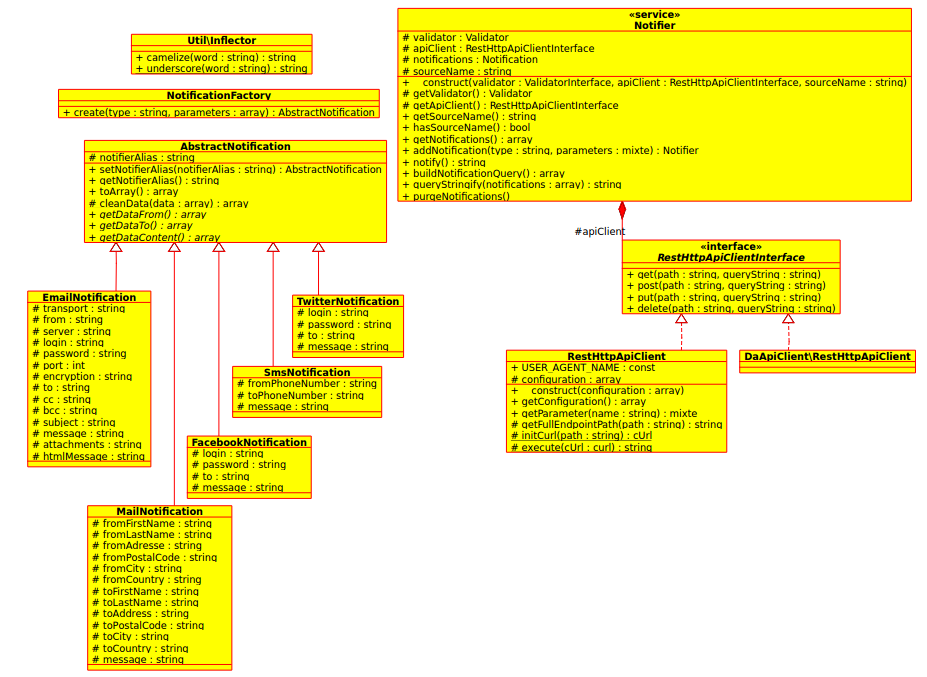 Util\Inflector
+ camelize(word : string) : string
+ underscore(word : string) : string
NotificationFactory
+ create(type : string, parameters : array) : AbstractNotification
AbstractNotification
# notifierAlias : string
+ setNotifierAlias(notifierAlias : string) : AbstractNotification
+ getNotifierAlias() : string
+ toArray() : array
# cleanData(data : array) : array
+ getDataFrom() : array
+ getDataTo() : array
+ getDataContent() : array
«service»
Notifier
# validator : Validator
# apiClient : RestHttpApiClientInterface
# notifications : Notification
# sourceName : string
+ construct(validator : ValidatorInterface, apiClient : RestHttpApiClientInterface, sourceName : string)
# getValidator() : Validator
# getApiClient() : RestHttpApiClientInterface
+ getSourceName() : string
+ hasSourceName() : bool
+ getNotifications() : array
+ addNotification(type : string, parameters : mixte) : Notifier
+ notify() : string
+ buildNotificationQuery() : array
+ queryStringify(notifications : array) : string
+ purgeNotifications()
#apiClient
«interface»
RestHttpApiClientInterface
+ get(path : string, queryString : string)
+ post(path : string, queryString : string)
+ put(path : string, queryString : string)
+ delete(path : string, queryString : string)
EmailNotification
# transport : string
# from : string
# server : string
# login : string
# password : string
# port : int
# encryption : string
# to : string
# cc : string
# bcc : string
# subject : string
# message : string
# attachments : string
# htmlMessage : string
TwitterNotification
# login : string
# password : string
# to : string
# message : string
SmsNotification
# fromPhoneNumber : string
# toPhoneNumber : string
# message : string
FacebookNotification
# login : string
# password : string
# to : string
# message : string
MailNotification
# fromFirstName : string
# fromLastName : string
# fromAdresse : string
# fromPostalCode : string
# fromCity : string
# fromCountry : string
# toFirstName : string
# toLastName : string
# toAddress : string
# toPostalCode : string
# toCity : string
# toCountry : string
# message : string
RestHttpApiClient
+ USER_AGENT_NAME : const
# configuration : array
+ construct(configuration : array)
+ getConfiguration() : array
+ getParameter(name : string) : mixte
# getFullEndpointPath(path : string) : string
# initCurl(path : string) : cUrl
# execute(cUrl : curl) : string
DaApiClient\RestHttpApiClient